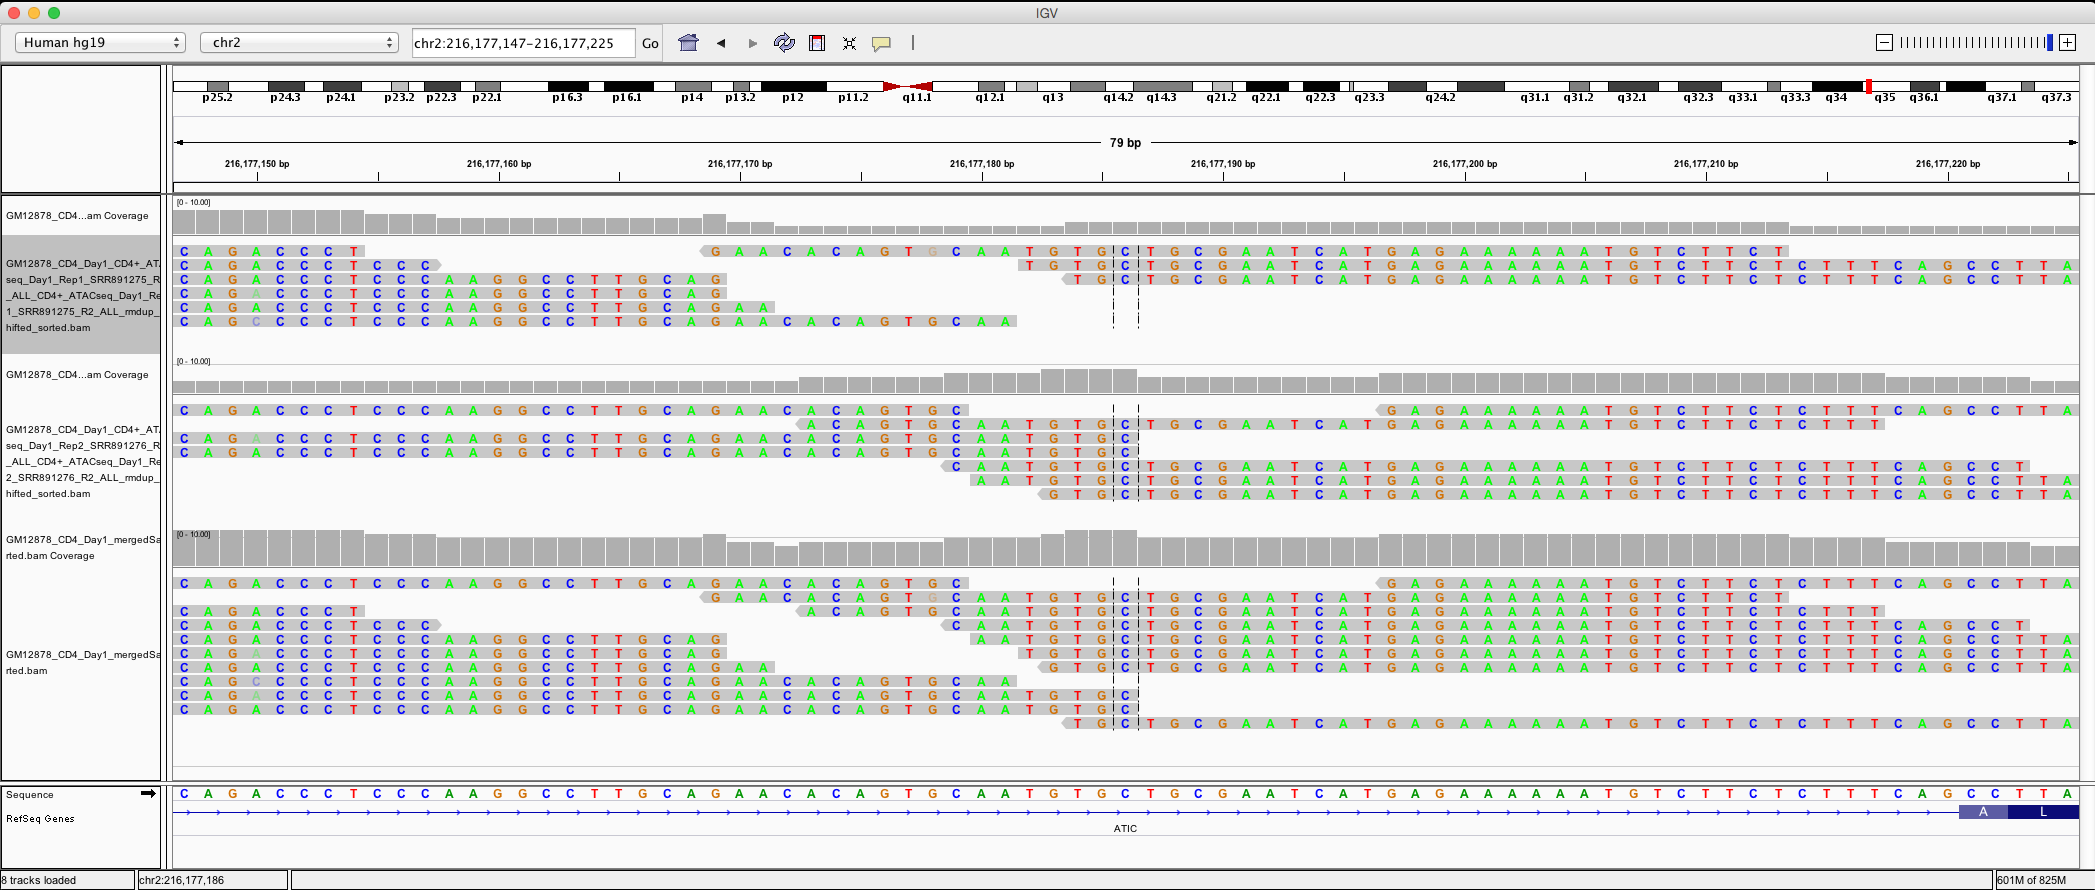 IGV
Human hg19 chr2 chr2:216,177,147-216,177,225 Go
p25.2 p24.3 p24.1 p23.2 p22.3 p22.1 p16.3 p16.1 p14 p13.2 p12 p11.2 q11.1 q12.1 q13 q14.2 q14.3 q21.2 q22.1 q22.3 q23.3 q24.2 q31.1 q31.2 q32.1 q32.3 q33.1 q33.3 q34 q35 q36.1 q37.1 q37.3
79 bp
216,177,150 bp 216,177,160 bp 216,177,170 bp 216,177,180 bp 216,177,190 bp 216,177,200 bp 216,177,210 bp 216,177,220 bp
GM12878_CD4...am Coverage
[0 - 10.00]
GM12878_CD4_Day1_CD4+_ATA
seq_Day1_Rep1_SRR891275_R
_ALL_CD4+_ATACseq_Day1_Re
1_SRR891275_R2_ALL_rmdup_
hifted_sorted.bam
C A G A C C C T G A A C A C A G T G C A A T G T G C T G C G A A T C A T G A G A A A A A A T G T C T T C T
C A G A C C C T C C C T G T G C T G C G A A T C A T G A G A A A A A A T G T C T T C T C T T T C A G C C T T A
C A G A C C C T C C C A A G G C C T T G C A G T G C T G C G A A T C A T G A G A A A A A A T G T C T T C T C T T T C A G C C T T A
C A G A C C C T C C C A A G G C C T T G C A G
C A G A C C C T C C C A A G G C C T T G C A G A A
C A G C C C C T C C C A A G G C C T T G C A G A A C A C A G T G C A A
GM12878_CD4...am Coverage
[0 - 10.00]
GM12878_CD4_Day1_CD4+_ATA
seq_Day1_Rep2_SRR891276_R
_ALL_CD4+_ATACseq_Day1_Re
2_SRR891276_R2_ALL_rmdup_
hifted_sorted.bam
C A G A C C C T C C C A A G G C C T T G C A G A A C A C A G T G C G A G A A A A A A T G T C T T C T C T T T C A G C C T T A
A C A G T G C A A T G T G C T G C G A A T C A T G A G A A A A A A T G T C T T C T C T T T
C A G A C C C T C C C A A G G C C T T G C A G A A C A C A G T G C A A T G T G C
C A G A C C C T C C C A A G G C C T T G C A G A A C A C A G T G C A A T G T G C
C A A T G T G C T G C G A A T C A T G A G A A A A A A T G T C T T C T C T T T C A G C C T
A A T G T G C T G C G A A T C A T G A G A A A A A A T G T C T T C T C T T T C A G C C T T A
G T G C T G C G A A T C A T G A G A A A A A A T G T C T T C T C T T T C A G C C T T A
GM12878_CD4_Day1_mergedSa
rted.bam Coverage
[0 - 10.00]
GM12878_CD4_Day1_mergedSa
rted.bam
C A G A C C C T C C C A A G G C C T T G C A G A A C A C A G T G C G A G A A A A A A T G T C T T C T C T T T C A G C C T T A
G A A C A C A G T G C A A T G T G C T G C G A A T C A T G A G A A A A A A T G T C T T C T
C A G A C C C T A C A G T G C A A T G T G C T G C G A A T C A T G A G A A A A A A T G T C T T C T C T T T
C A G A C C C T C C C C A A T G T G C T G C G A A T C A T G A G A A A A A A T G T C T T C T C T T T C A G C C T
C A G A C C C T C C C A A G G C C T T G C A G A A T G T G C T G C G A A T C A T G A G A A A A A A T G T C T T C T C T T T C A G C C T T A
C A G A C C C T C C C A A G G C C T T G C A G T G T G C T G C G A A T C A T G A G A A A A A A T G T C T T C T C T T T C A G C C T T A
C A G A C C C T C C C A A G G C C T T G C A G A A G T G C T G C G A A T C A T G A G A A A A A A T G T C T T C T C T T T C A G C C T T A
C A G C C C C T C C C A A G G C C T T G C A G A A C A C A G T G C A A
C A G A C C C T C C C A A G G C C T T G C A G A A C A C A G T G C A A T G T G C
C A G A C C C T C C C A A G G C C T T G C A G A A C A C A G T G C A A T G T G C
T G C T G C G A A T C A T G A G A A A A A A T G T C T T C T C T T T C A G C C T T A
Sequence
C A G A C C C T C C C A A G G C C T T G C A G A A C A C A G T G C A A T G T G C T G C G A A T C A T G A G A A A A A A T G T C T T C T C T T T C A G C C T T A
RefSeq Genes
A L
ATIC
8 tracks loaded chr2:216,177,186 601M of 825M